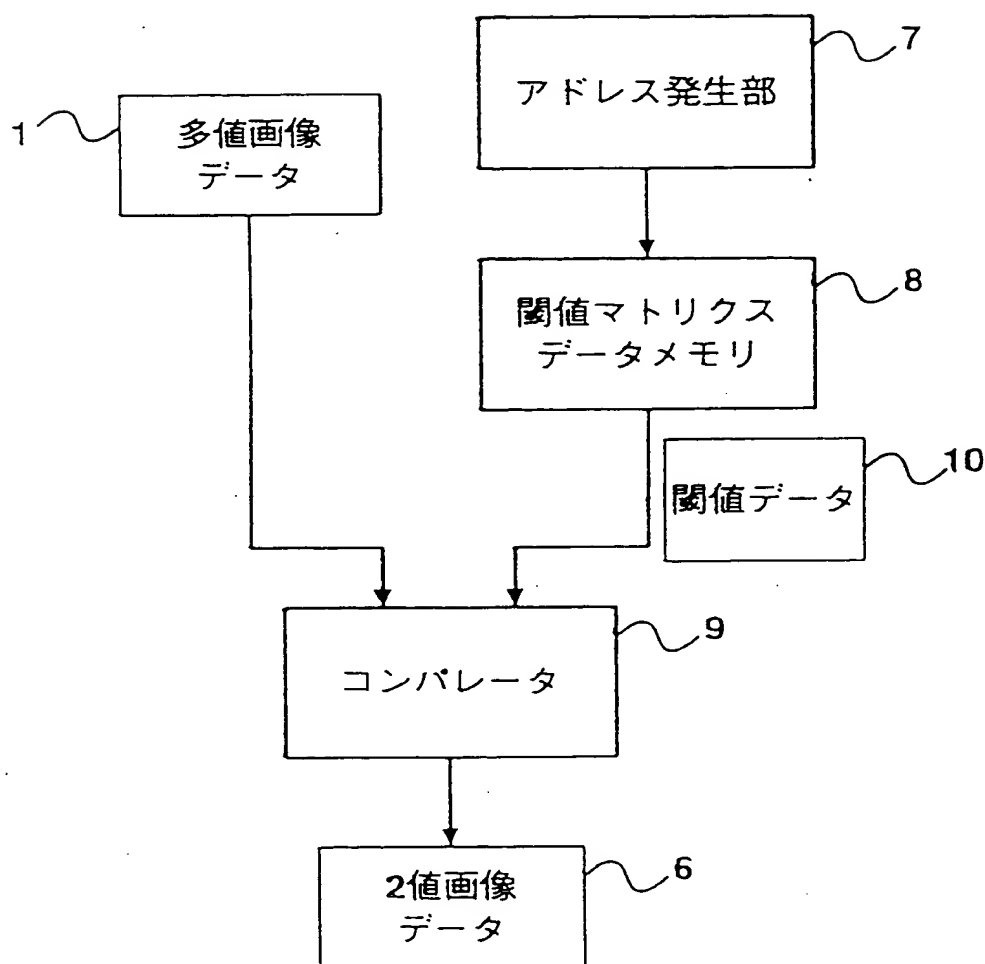 7
アドレス発生部
1
多値画像
データ
8
閾値マトリクス
データメモリ
10
閾値データ
9
コンパレータ
6
2値画像
データ